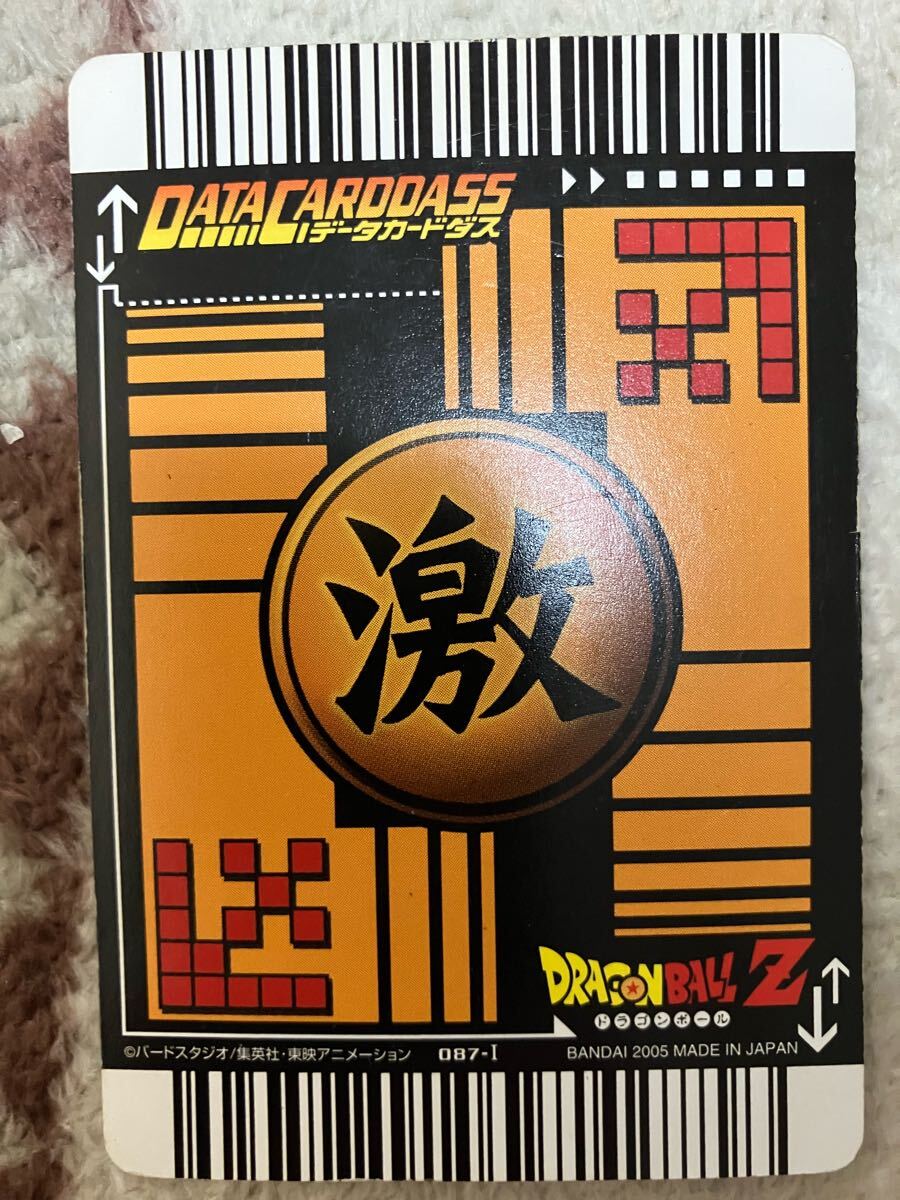 DATA CARDDASS
データカードダス
激
DRAGON BALL Z
ドラゴンボール
©バードスタジオ/集英社・東映アニメーション 087-I BANDAI 2005 MADE IN JAPAN